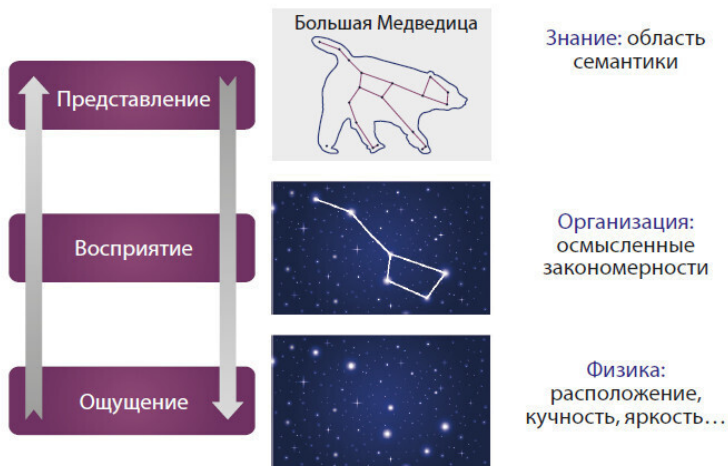 Большая Медведица
Представление
Знание: область
семантики
Восприятие
Организация:
осмысленные
закономерности
Ощущение
Физика:
расположение,
кучность, яркость…